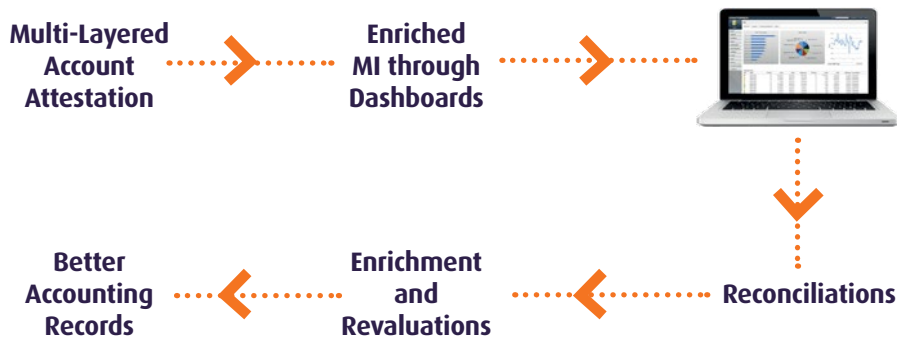 Multi-Layered
Account
Attestation
Enriched
MI through
Dashboards
Reconciliations
Enrichment
and
Revaluations
Better
Accounting
Records